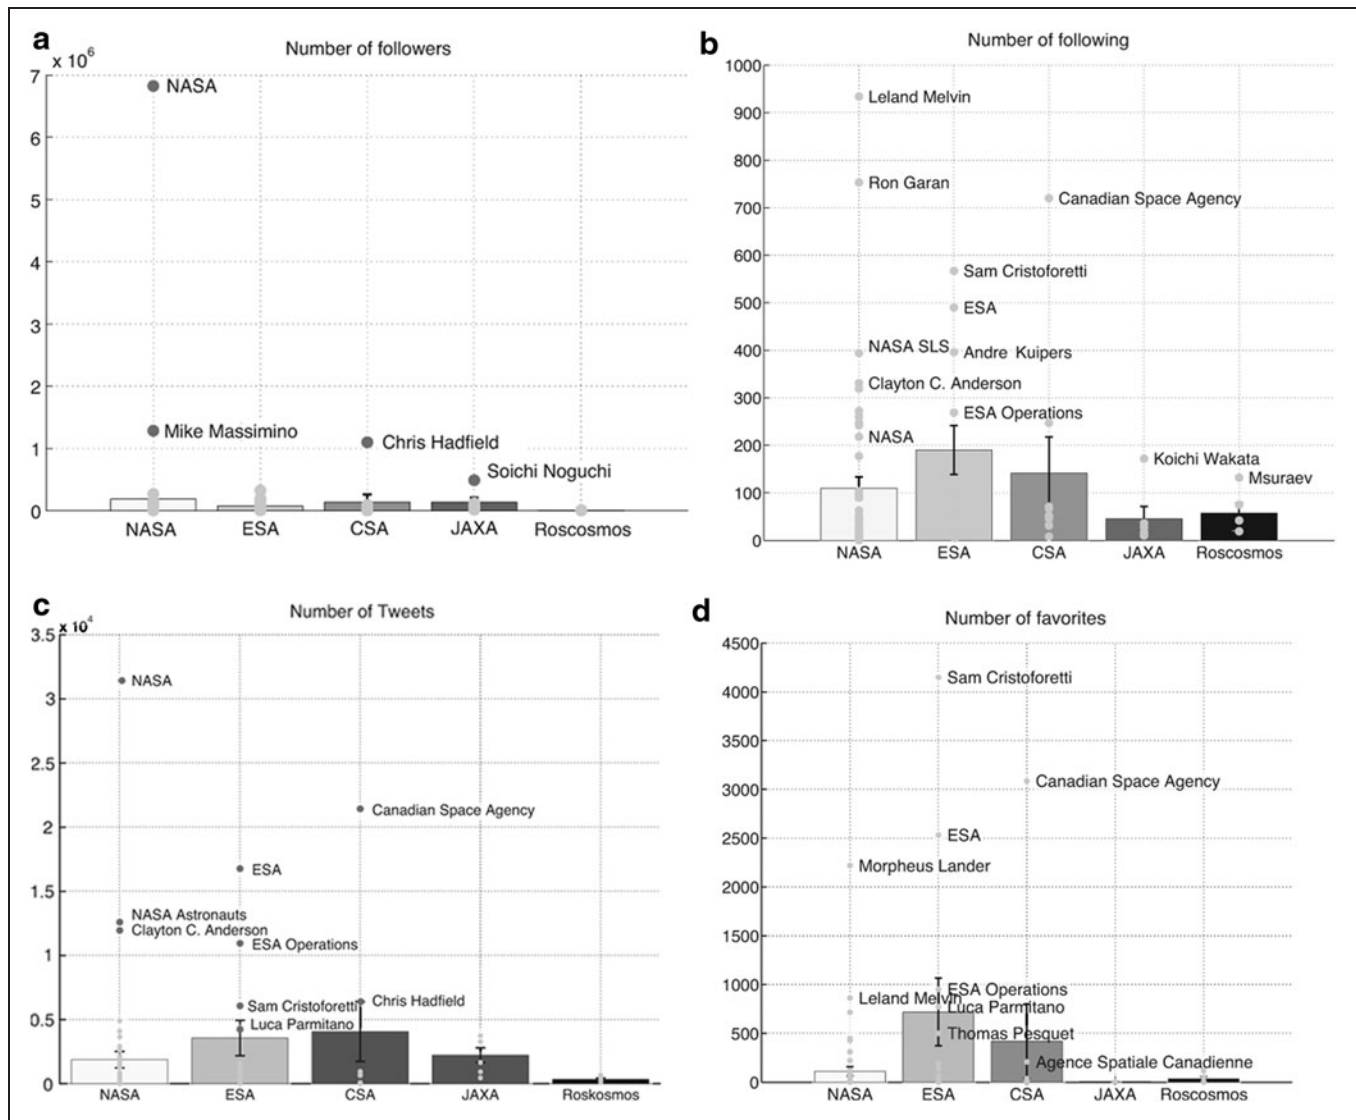 a
Number of followers
x 10^6
7
NASA
6
5
4
3
2
Mike Massimino
Chris Hadfield
1
Soichi Noguchi
0
NASA ESA CSA JAXA Roscosmos
b
Number of following
1000
Leland Melvin
900
800
Ron Garan
Canadian Space Agency
700
600
Sam Cristoforetti
500
ESA
400
NASA SLS
Andre Kuipers
Clayton C. Anderson
300
ESA Operations
NASA
200
Koichi Wakata
Msuraev
100
0
NASA ESA CSA JAXA Roscosmos
c
Number of Tweets
x 10^4
3.5
NASA
3
2.5
Canadian Space Agency
2
ESA
1.5
NASA Astronauts
Clayton C. Anderson
ESA Operations
1
Sam Cristoforetti
Chris Hadfield
Luca Parmitano
0.5
0
NASA ESA CSA JAXA Roskosmos
d
Number of favorites
4500
Sam Cristoforetti
4000
3500
Canadian Space Agency
3000
ESA
2500
Morpheus Lander
2000
1500
1000
ESA Operations
Leland Melvin
Luca Parmitano
Thomas Pesquet
500
Agence Spatiale Canadienne
0
NASA ESA CSA JAXA Roscosmos